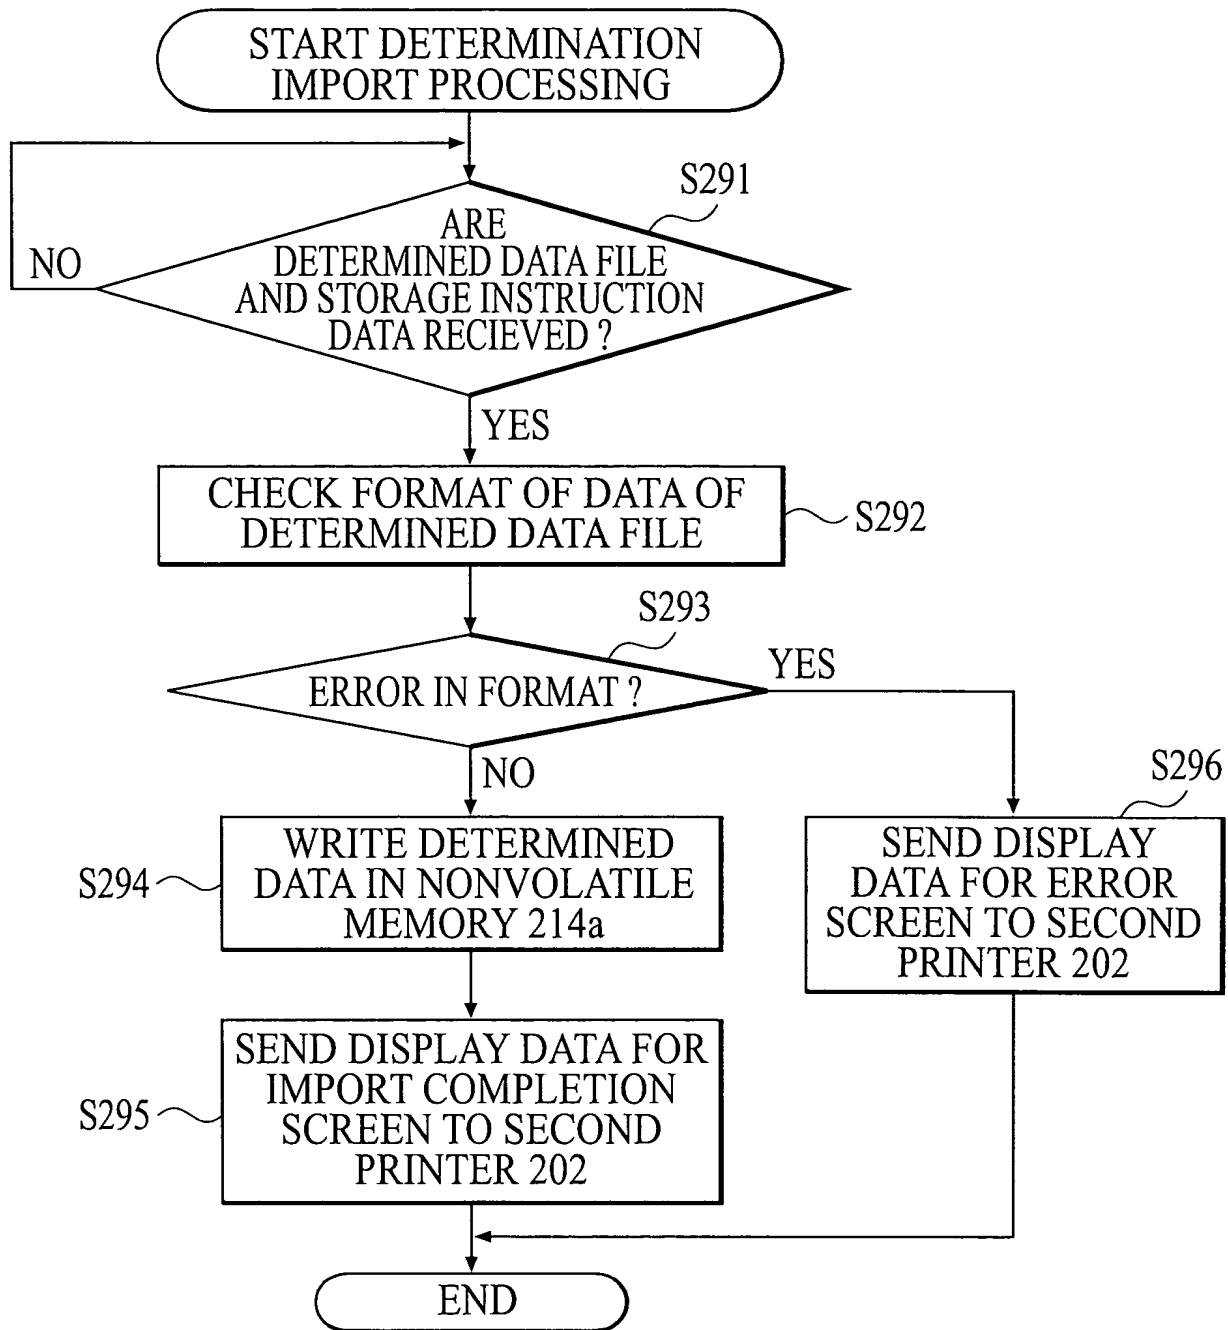 START DETERMINATION
IMPORT PROCESSING
S291
ARE
DETERMINED DATA FILE
AND STORAGE INSTRUCTION
DATA RECIEVED ?
NO
YES
CHECK FORMAT OF DATA OF
DETERMINED DATA FILE
S292
S293
ERROR IN FORMAT ?
YES
NO
S294
WRITE DETERMINED
DATA IN NONVOLATILE
MEMORY 214a
S296
SEND DISPLAY
DATA FOR ERROR
SCREEN TO SECOND
PRINTER 202
S295
SEND DISPLAY DATA FOR
IMPORT COMPLETION
SCREEN TO SECOND
PRINTER 202
END